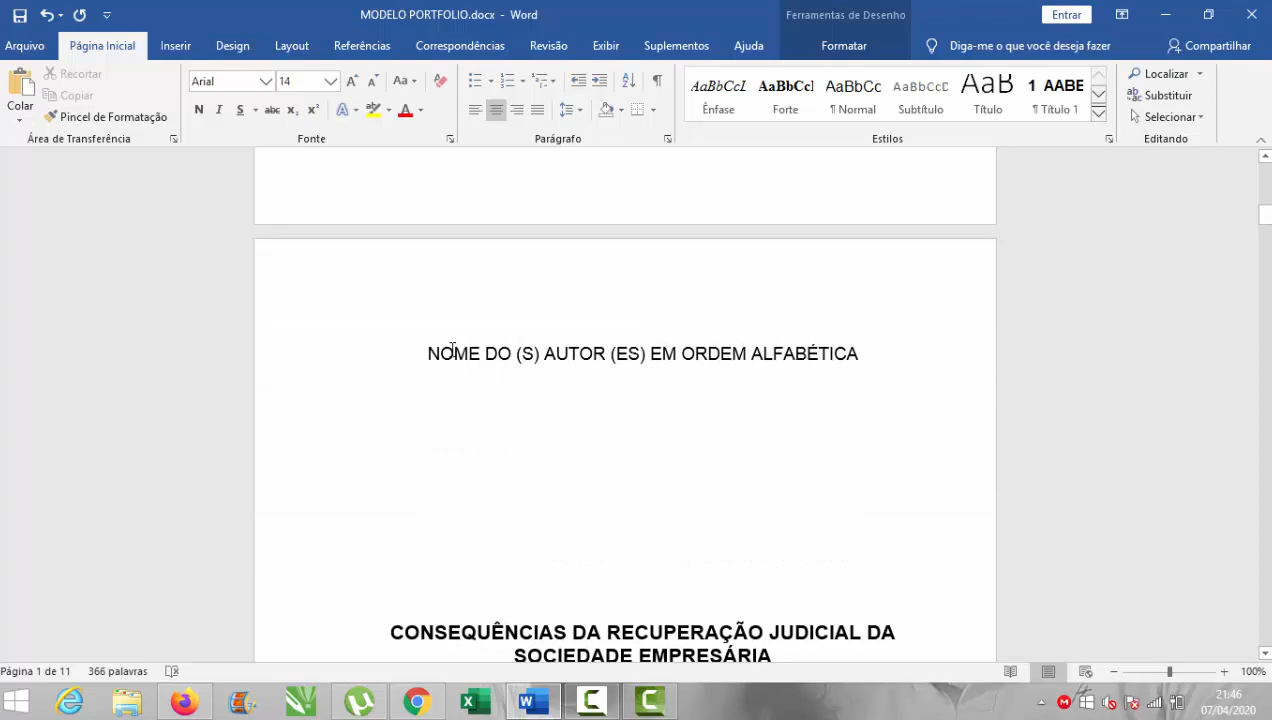 MODELO PORTFOLIO.docx - Word
Ferramentas de Desenho
Entrar
Arquivo
Página Inicial
Inserir
Design
Layout
Referências
Correspondências
Revisão
Exibir
Suplementos
Ajuda
Formatar
Diga-me o que você deseja fazer
Compartilhar
Colar
Recortar
Copiar
Pincel de Formatação
Área de Transferência
Arial
14
Aa
N I S abc x₂ x²
Fonte
Parágrafo
AaBbCcI
Ênfase
AaBbCcI
Forte
AaBbCc
¶ Normal
AaBbCcD
Subtítulo
AaB
Título
1 AABE
¶ Título 1
Estilos
Localizar
Substituir
Selecionar
Editando
NOME DO (S) AUTOR (ES) EM ORDEM ALFABÉTICA
CONSEQUÊNCIAS DA RECUPERAÇÃO JUDICIAL DA
SOCIEDADE EMPRESÁRIA
Página 1 de 11
366 palavras
100%
21:46
07/04/2020